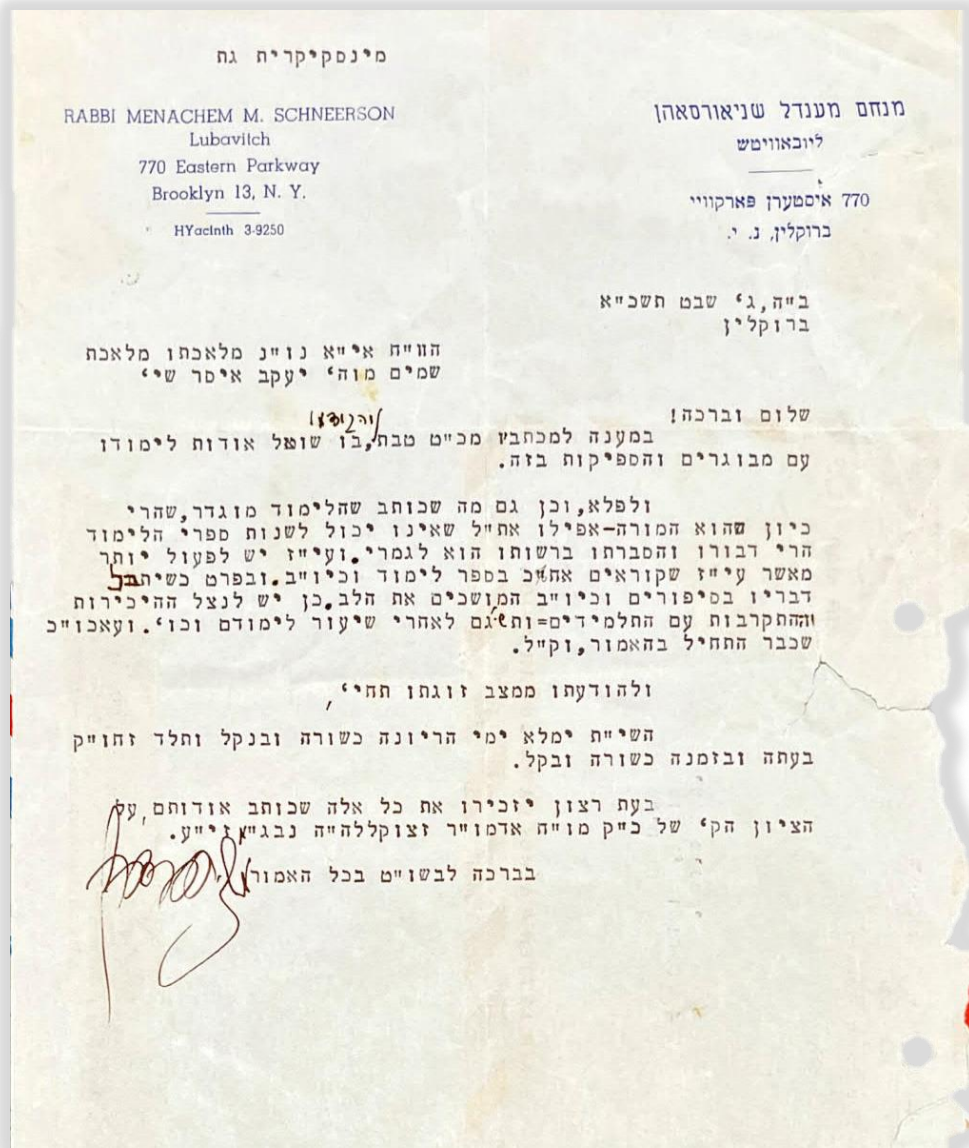 מינסקיקרית גת
RABBI MENACHEM M. SCHNEERSON
Lubavitch
770 Eastern Parkway
Brooklyn 13, N. Y.
HYacinth 3-9250
מנחם מענדל שניאורסאהן
ליובאוויטש
770 איסטערן פארקוויי
ברוקלין, נ. י.
ב"ה, ג' שבט תשכ"א
ברוקלין
הוו"ח אי"א נו"נ מלאכתו מלאכת
שמים מוה' יעקב איסר שי'
שלום וברכה!
במענה למכתבו מכ"ט טבת, בו שואל אודות לימודו
עם מבוגרים והספיקות בזה.
ולפלא, וכן גם מה שכותב שהלימוד מוגדר, שהרי
כיון שהוא המורה-אפילו את"ל שאינו יכול לשנות ספרי הלימוד
הרי דבורו והסברתו ברשותו הוא לגמרי. ועי"ז יש לפעול יותר
מאשר עי"ז שקוראים אח"כ בספר לימוד וכיו"ב. ובפרט כשיתבל
דבריו בסיפורים וכיו"ב המושכים את הלב. כן יש לנצל ההיכירות
וההתקרבות עם התלמידים= גם לאחרי שיעור לימודם וכו'. ועאכו"כ
שכבר התחיל בהאמור, וק"ל.
ולהודעתו ממצב זוגתו תחי',
השי"ת ימלא ימי הריונה כשורה ובנקל ותלד זחו"ק
בעתה ובזמנה כשורה ובקל.
בעת רצון יזכירו את כל אלה שכותב אודותם, על
הציון הק' של כ"ק מו"ח אדמו"ר זצוקללה"ה נבג"מ זי"ע.
בברכה לבשו"ט בכל האמור